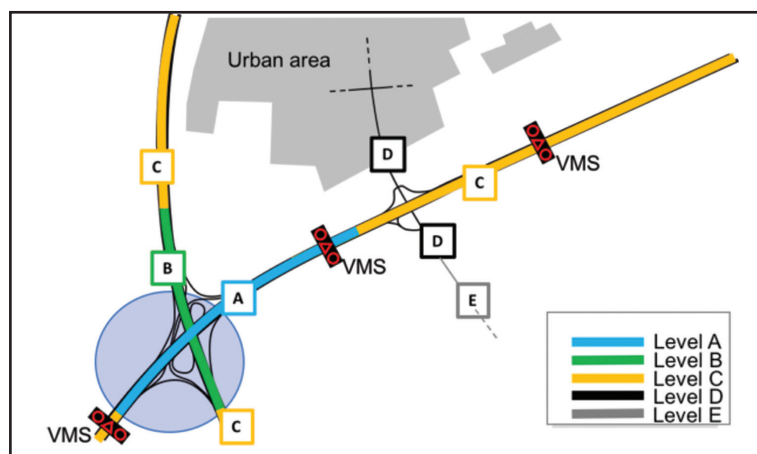 Urban area
D
C
VMS
C
D
VMS
B
A
E
Level A
Level B
Level C
Level D
Level E
C
VMS